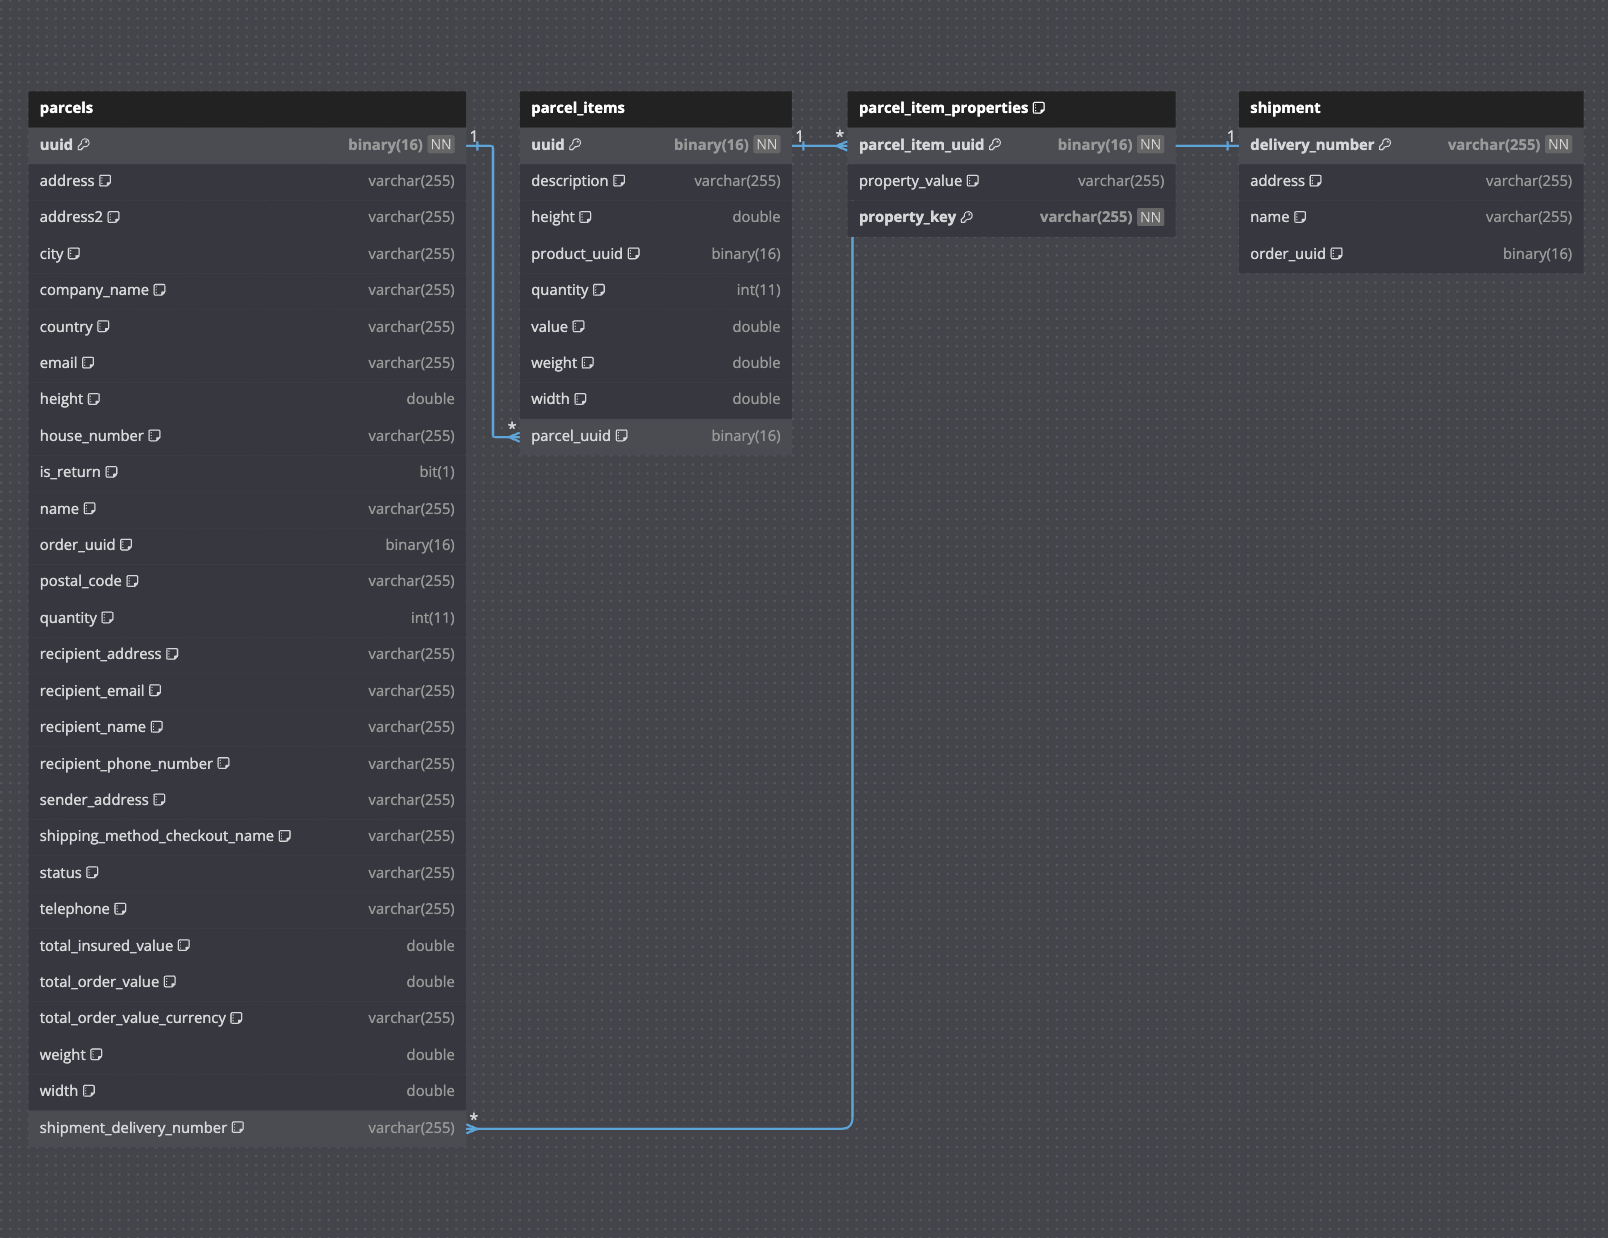 parcels
uuid binary(16) NN
address varchar(255)
address2 varchar(255)
city varchar(255)
company_name varchar(255)
country varchar(255)
email varchar(255)
height double
house_number varchar(255)
is_return bit(1)
name varchar(255)
order_uuid binary(16)
postal_code varchar(255)
quantity int(11)
recipient_address varchar(255)
recipient_email varchar(255)
recipient_name varchar(255)
recipient_phone_number varchar(255)
sender_address varchar(255)
shipping_method_checkout_name varchar(255)
status varchar(255)
telephone varchar(255)
total_insured_value double
total_order_value double
total_order_value_currency varchar(255)
weight double
width double
shipment_delivery_number varchar(255)
1
*
*
parcel_items
uuid binary(16) NN
description varchar(255)
height double
product_uuid binary(16)
quantity int(11)
value double
weight double
width double
parcel_uuid binary(16)
1
*
parcel_item_properties
parcel_item_uuid binary(16) NN
property_value varchar(255)
property_key varchar(255) NN
1
shipment
delivery_number varchar(255) NN
address varchar(255)
name varchar(255)
order_uuid binary(16)